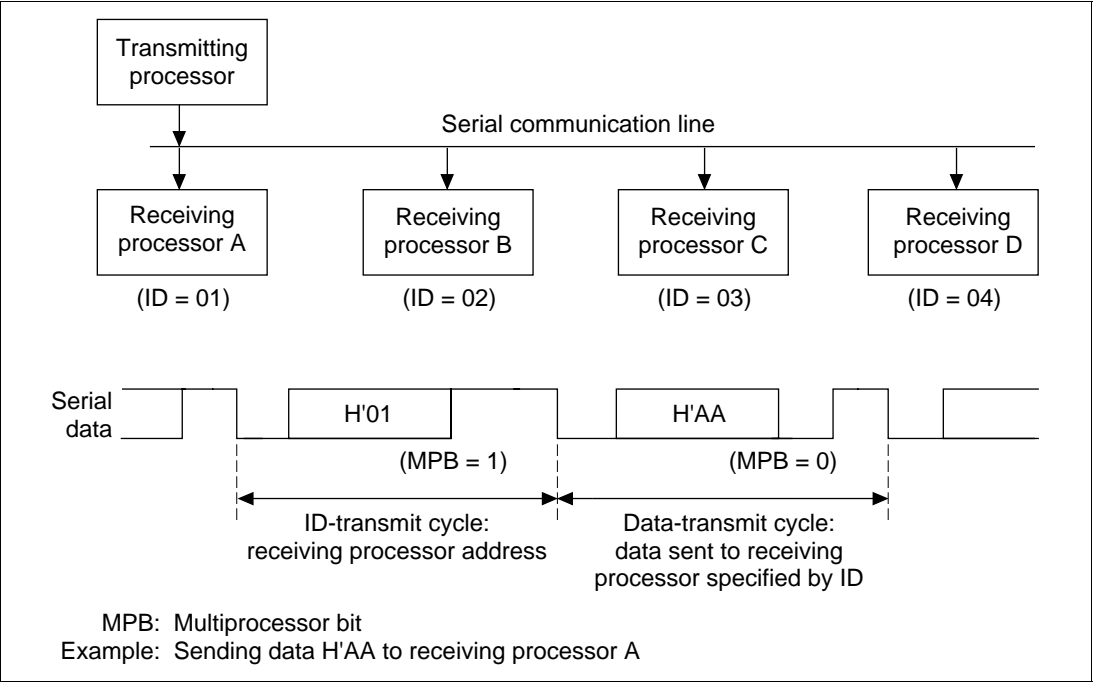 Transmitting
processor
Serial communication line
Receiving
processor A
Receiving
processor B
Receiving
processor C
Receiving
processor D
(ID = 01)
(ID = 02)
(ID = 03)
(ID = 04)
Serial
data
H'01
H'AA
(MPB = 1)
(MPB = 0)
ID-transmit cycle:
receiving processor address
Data-transmit cycle:
data sent to receiving
processor specified by ID
MPB: Multiprocessor bit
Example: Sending data H'AA to receiving processor A